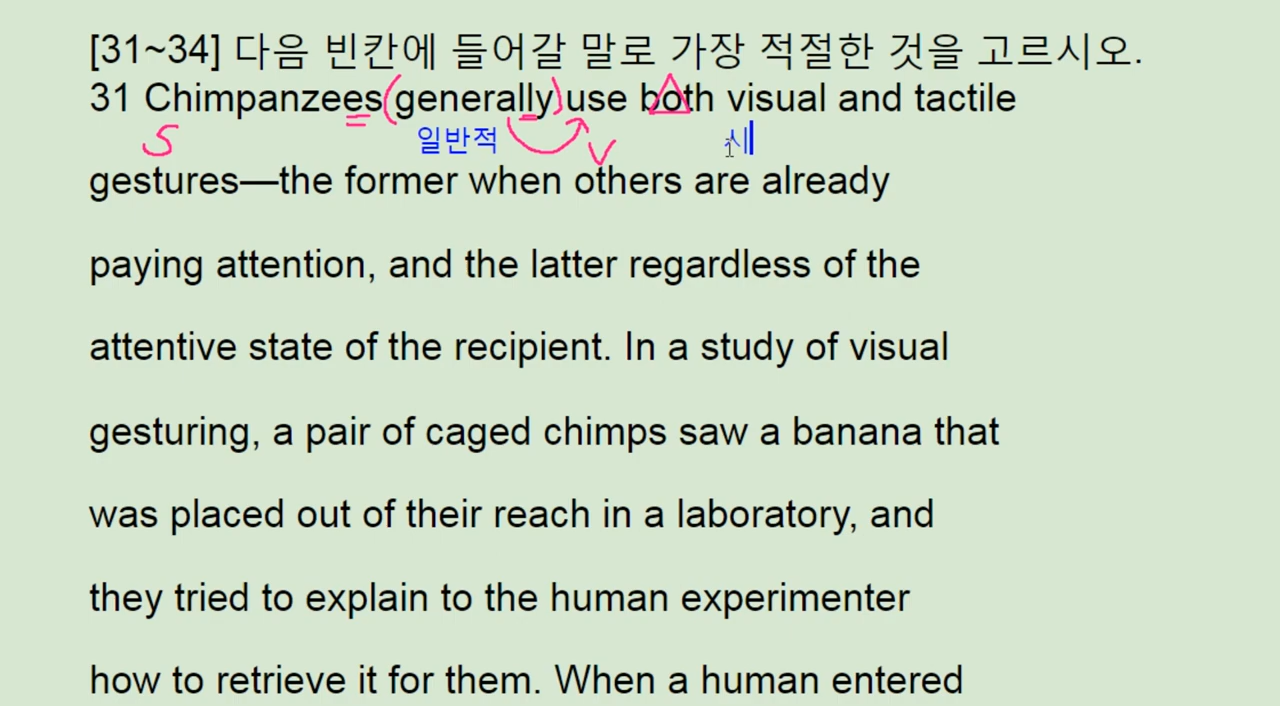 [31~34] 다음 빈칸에 들어갈 말로 가장 적절한 것을 고르시오.
31 Chimpanzees (generally) use both visual and tactile
S 일반적 V 시
gestures—the former when others are already
paying attention, and the latter regardless of the
attentive state of the recipient. In a study of visual
gesturing, a pair of caged chimps saw a banana that
was placed out of their reach in a laboratory, and
they tried to explain to the human experimenter
how to retrieve it for them. When a human entered